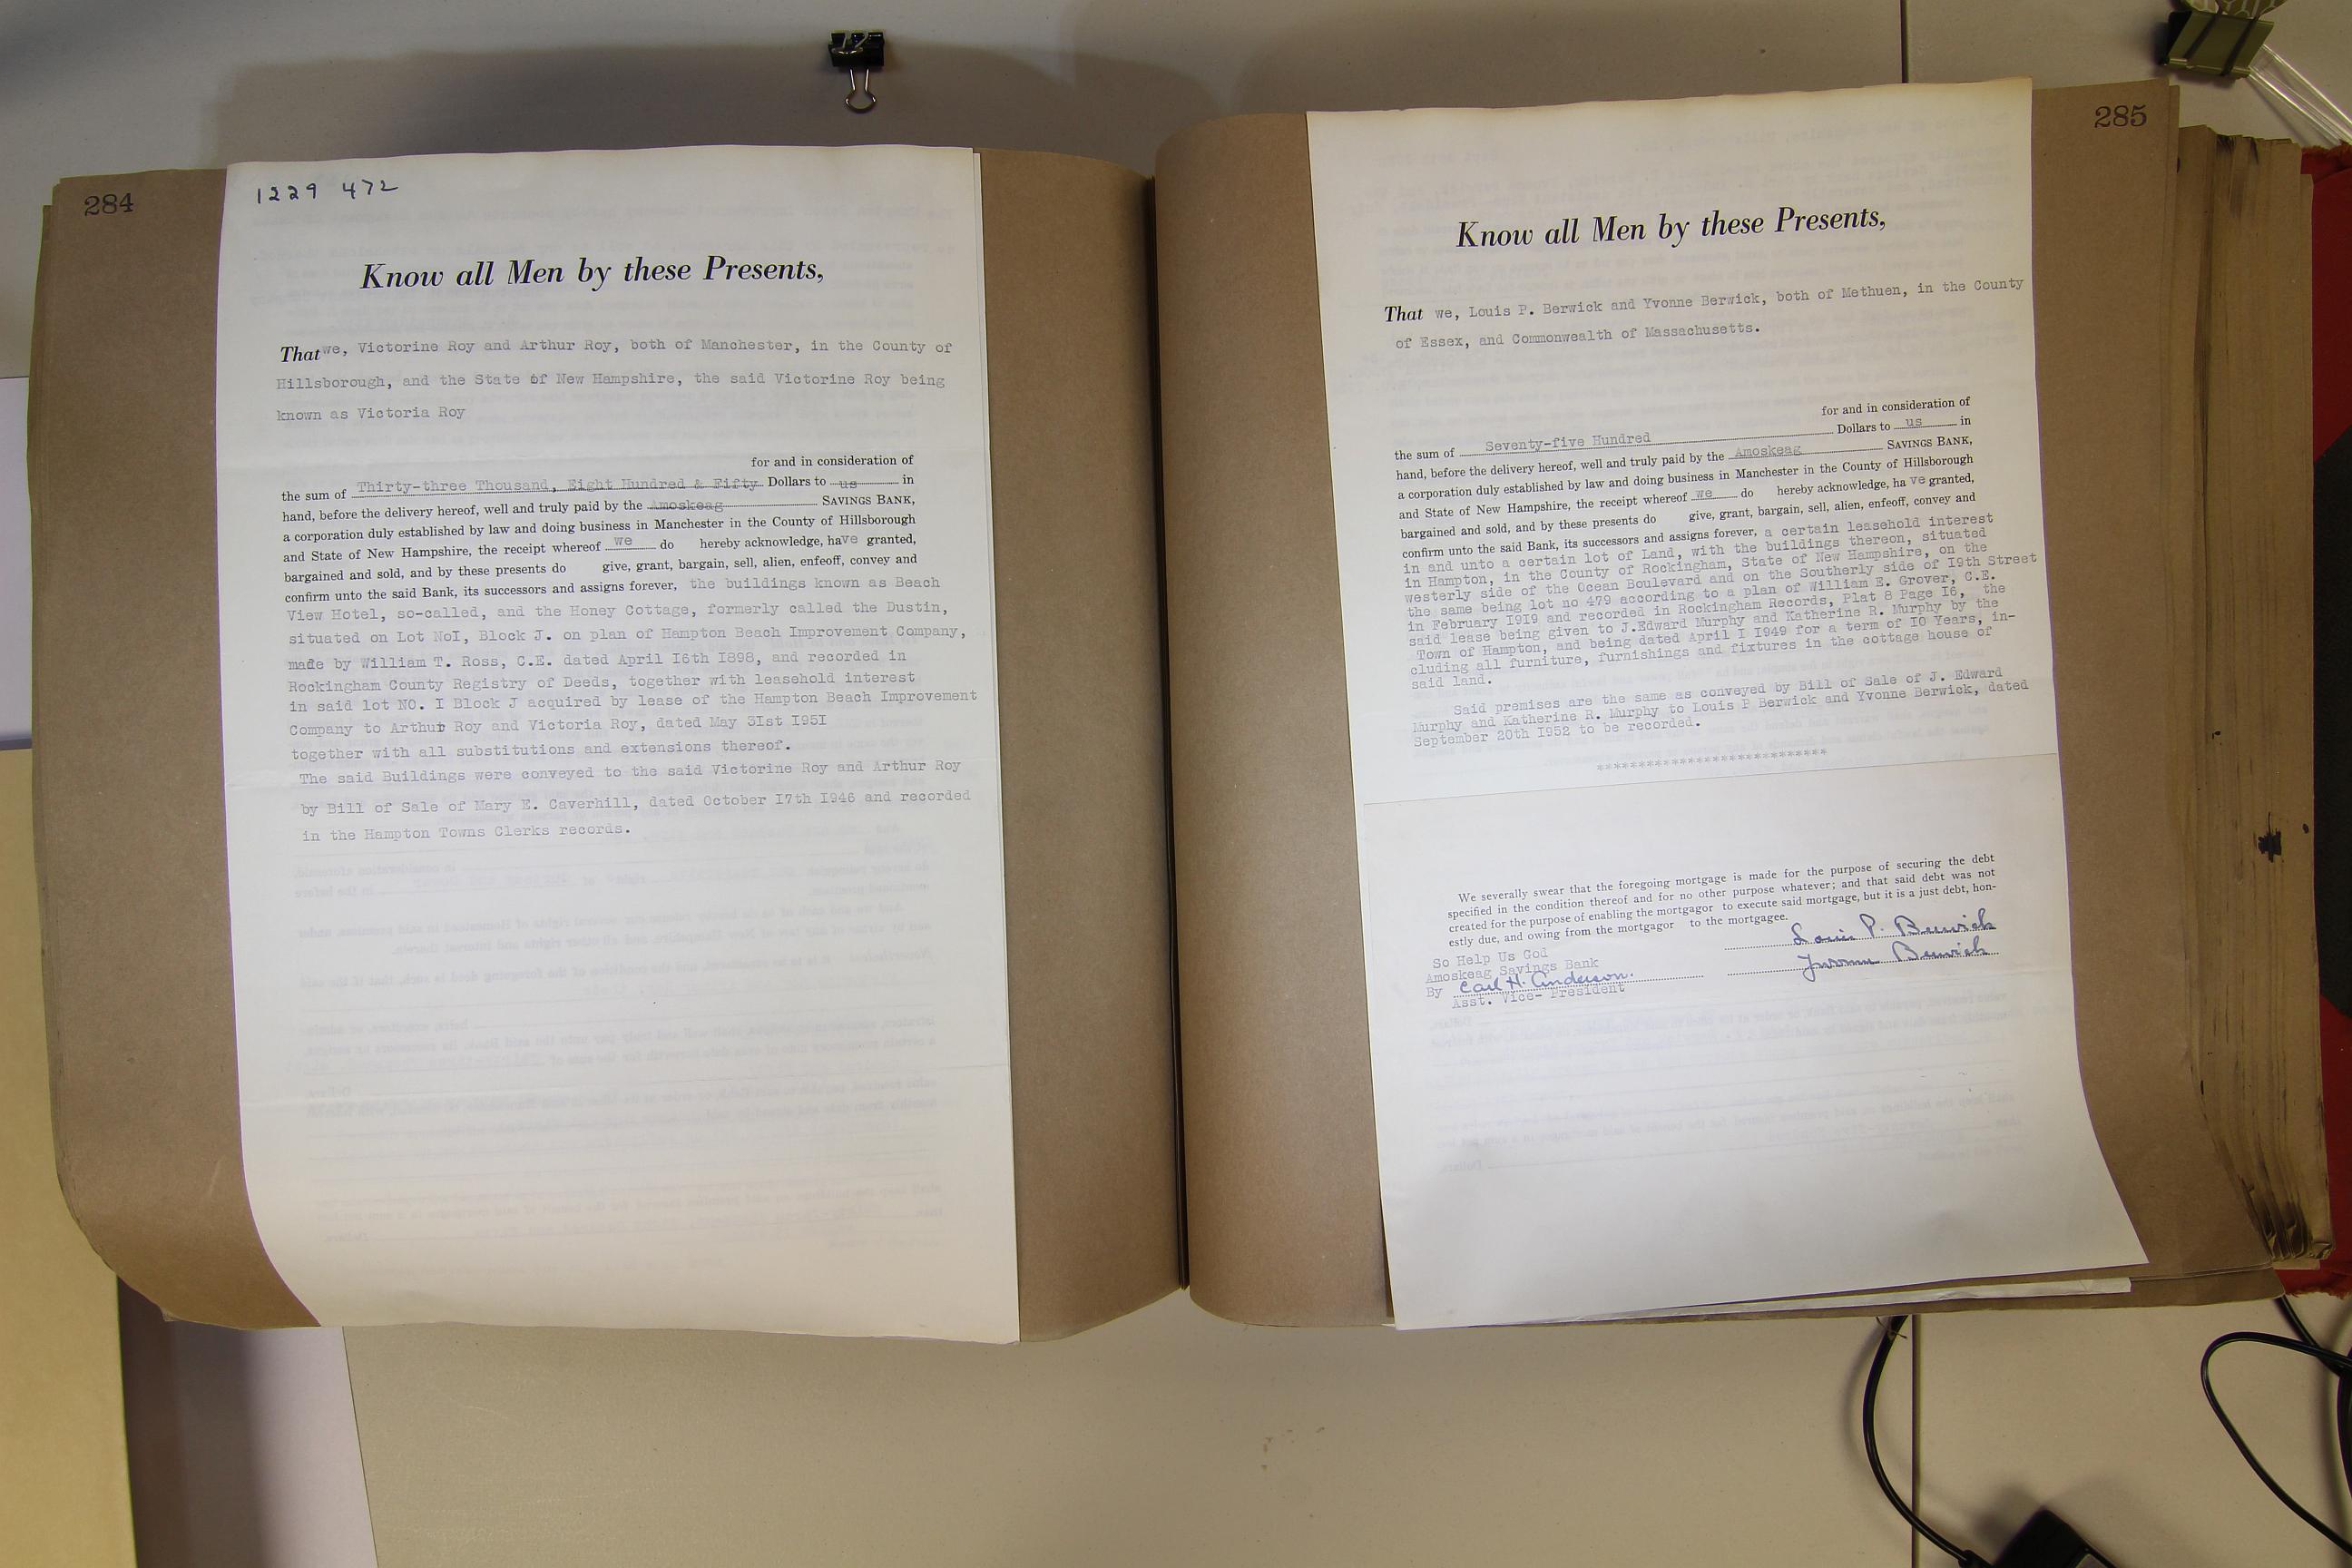 284
1229 472
Know all Men by these Presents,
That we, Victorine Roy and Arthur Roy, both of Manchester, in the County of
Hillsborough, and the State of New Hampshire, the said Victorine Roy being
known as Victoria Roy
for and in consideration of
the sum of Thirty-three Thousand, Eight Hundred & Fifty Dollars to us in
hand, before the delivery hereof, well and truly paid by the Amoskeag SAVINGS BANK,
a corporation duly established by law and doing business in Manchester in the County of Hillsborough
and State of New Hampshire, the receipt whereof we do hereby acknowledge, have granted,
bargained and sold, and by these presents do give, grant, bargain, sell, alien, enfeoff, convey and
confirm unto the said Bank, its successors and assigns forever, the buildings known as Beach
View Hotel, so-called, and the Honey Cottage, formerly called the Dustin,
situated on Lot NoI, Block J. on plan of Hampton Beach Improvement Company,
made by William T. Ross, C.E. dated April I6th I898, and recorded in
Rockingham County Registry of Deeds, together with leasehold interest
in said lot NO. I Block J acquired by lease of the Hampton Beach Improvement
Company to Arthur Roy and Victoria Roy, dated May 3Ist I95I
together with all substitutions and extensions thereof.
The said Buildings were conveyed to the said Victorine Roy and Arthur Roy
by Bill of Sale of Mary E. Caverhill, dated October I7th I946 and recorded
in the Hampton Towns Clerks records.
285
Know all Men by these Presents,
That we, Louis P. Berwick and Yvonne Berwick, both of Methuen, in the County
of Essex, and Commonwealth of Massachusetts.
for and in consideration of
the sum of Seventy-five Hundred Dollars to us in
hand, before the delivery hereof, well and truly paid by the Amoskeag SAVINGS BANK,
a corporation duly established by law and doing business in Manchester in the County of Hillsborough
and State of New Hampshire, the receipt whereof we do hereby acknowledge, ha ve granted,
bargained and sold, and by these presents do give, grant, bargain, sell, alien, enfeoff, convey and
confirm unto the said Bank, its successors and assigns forever, a certain leasehold interest
in and unto a certain lot of Land, with the buildings thereon, situated
in Hampton, in the County of Rockingham, State of New Hampshire, on the
westerly side of the Ocean Boulevard and on the Southerly side of I9th Street
the same being lot no 479 according to a plan of William E. Grover, C.E.
in February I9I9 and recorded in Rockingham Records, Plat 8 Page I6, the
said lease being given to J.Edward Murphy and Katherine R. Murphy by the
Town of Hampton, and being dated April I I949 for a term of I0 Years, in-
cluding all furniture, furnishings and fixtures in the cottage house of
said land.
Said premises are the same as conveyed by Bill of Sale of J. Edward
Murphy and Katherine R. Murphy to Louis P Berwick and Yvonne Berwick, dated
September 20th I952 to be recorded.
***************************
We severally swear that the foregoing mortgage is made for the purpose of securing the debt
specified in the condition thereof and for no other purpose whatever; and that said debt was not
created for the purpose of enabling the mortgagor to execute said mortgage, but it is a just debt, hon-
estly due, and owing from the mortgagor to the mortgagee.
So Help Us God
Louis P. Berwick
Amoskeag Savings Bank
Yvonne Berwick
By Carl H. Anderson.
Asst. Vice- President